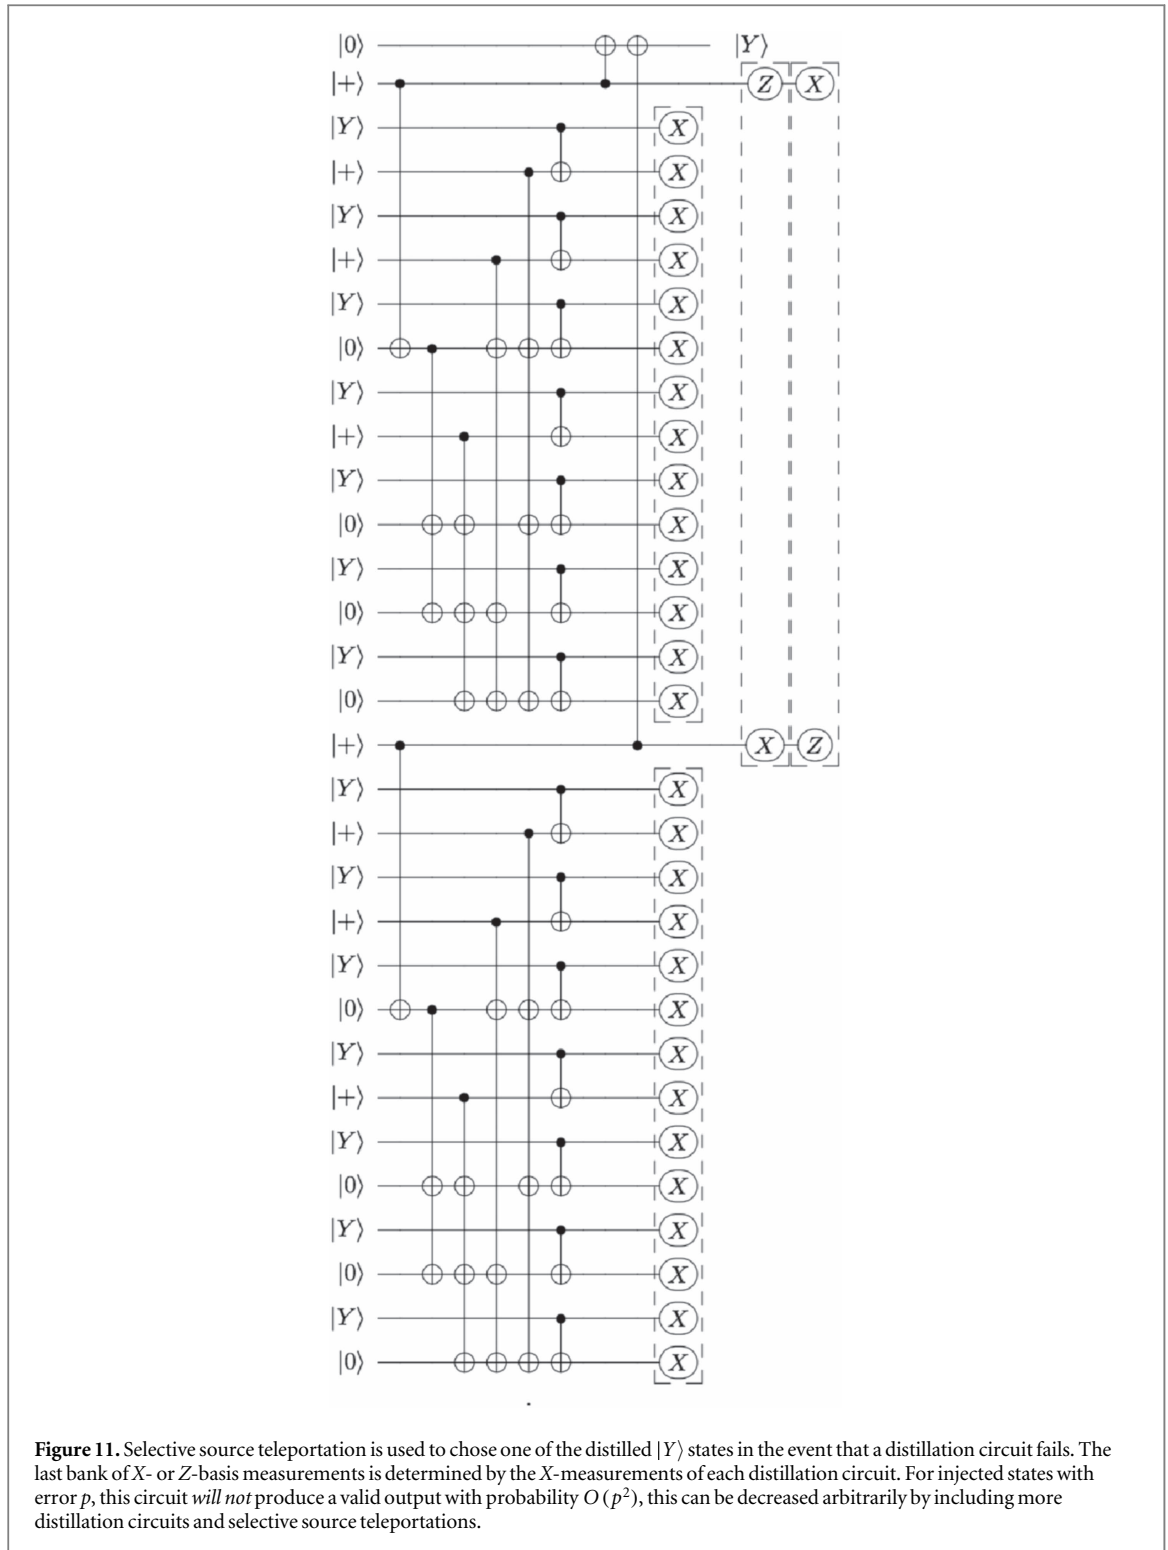 |0⟩ |Y⟩
|+⟩ Z X
|Y⟩ X
|+⟩ X
|Y⟩ X
|+⟩ X
|Y⟩ X
|0⟩ X
|Y⟩ X
|+⟩ X
|Y⟩ X
|0⟩ X
|Y⟩ X
|0⟩ X
|Y⟩ X
|0⟩ X
|+⟩ X Z
|Y⟩ X
|+⟩ X
|Y⟩ X
|+⟩ X
|Y⟩ X
|0⟩ X
|Y⟩ X
|+⟩ X
|Y⟩ X
|0⟩ X
|Y⟩ X
|0⟩ X
|Y⟩ X
|0⟩ X
.
Figure 11. Selective source teleportation is used to chose one of the distilled |Y⟩ states in the event that a distillation circuit fails. The
last bank of X- or Z-basis measurements is determined by the X-measurements of each distillation circuit. For injected states with
error p, this circuit will not produce a valid output with probability O(p²), this can be decreased arbitrarily by including more
distillation circuits and selective source teleportations.